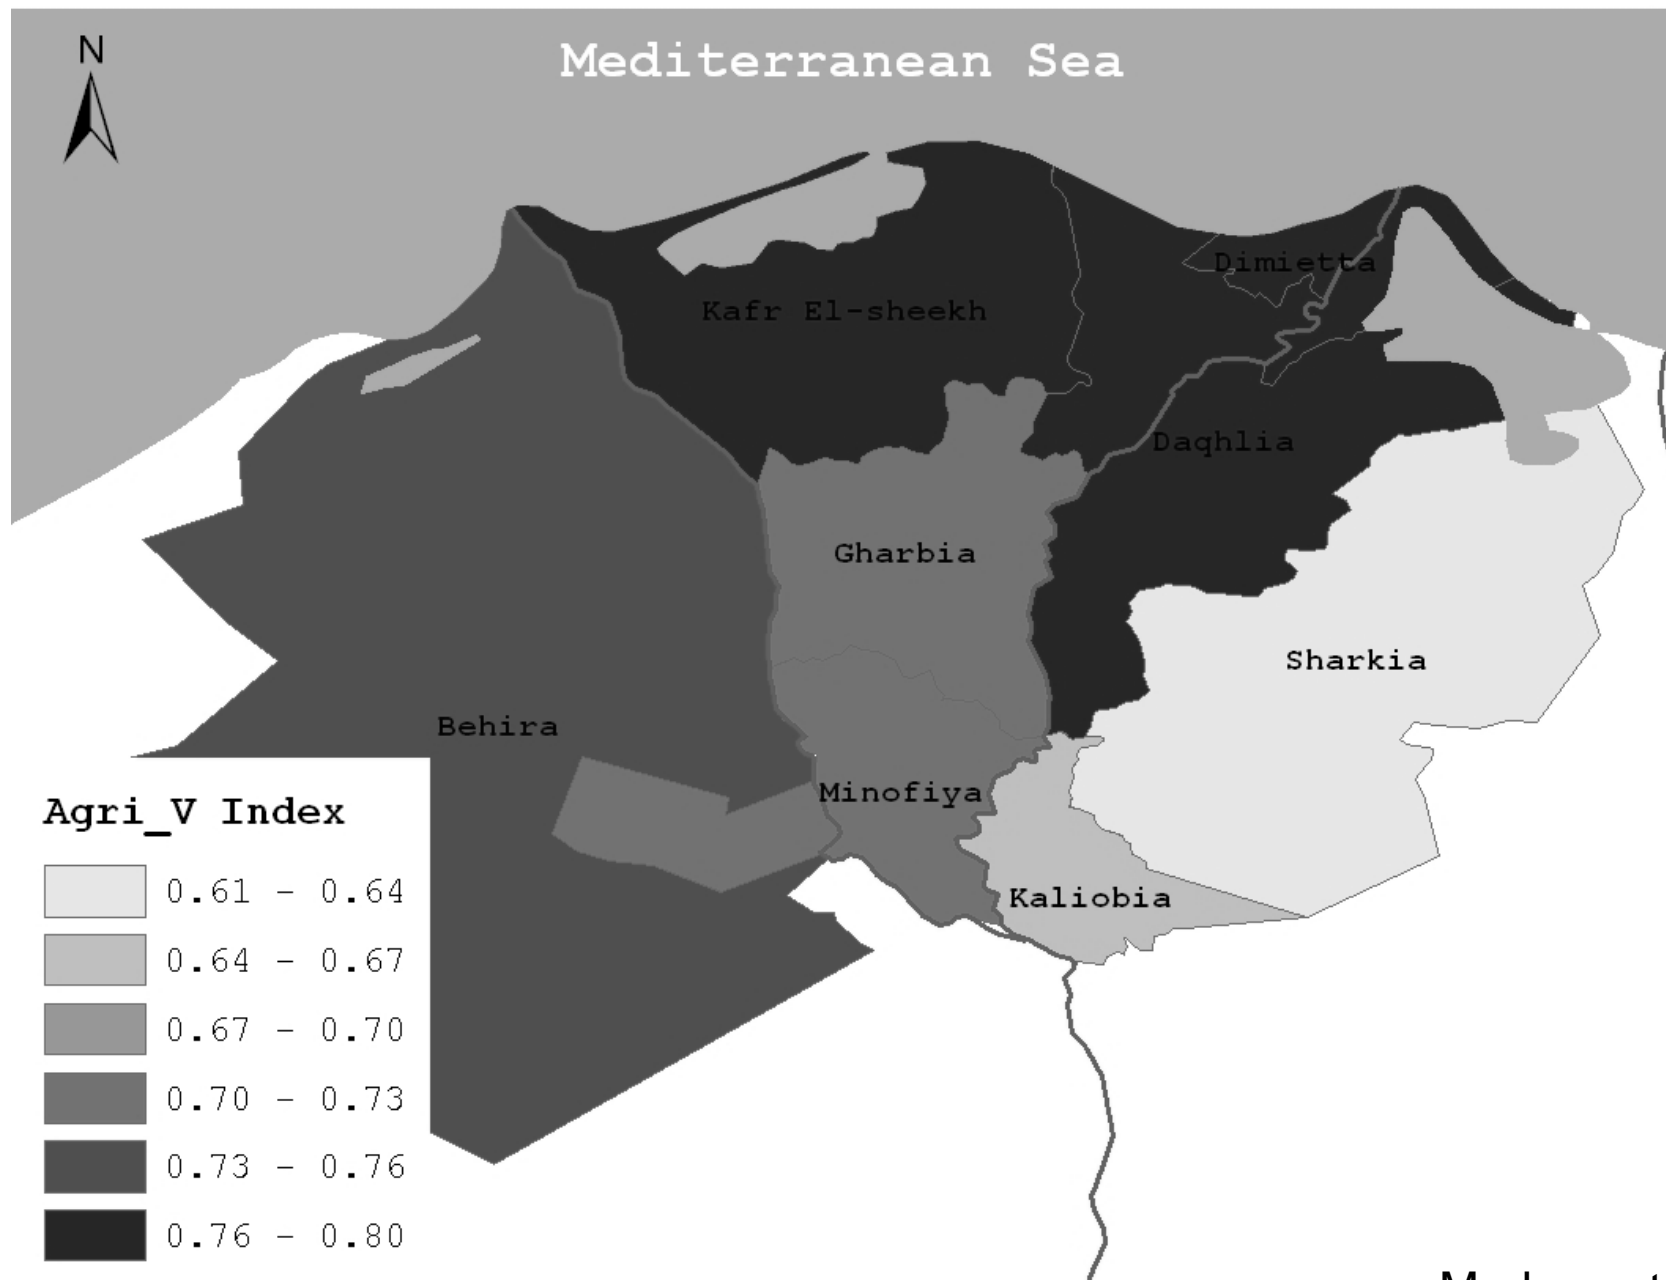 N
Mediterranean Sea
Dimietta
Kafr El-sheekh
Daqhlia
Gharbia
Sharkia
Behira
Minofiya
Kaliobia
Agri_V Index
0.61 - 0.64
0.64 - 0.67
0.67 - 0.70
0.70 - 0.73
0.73 - 0.76
0.76 - 0.80